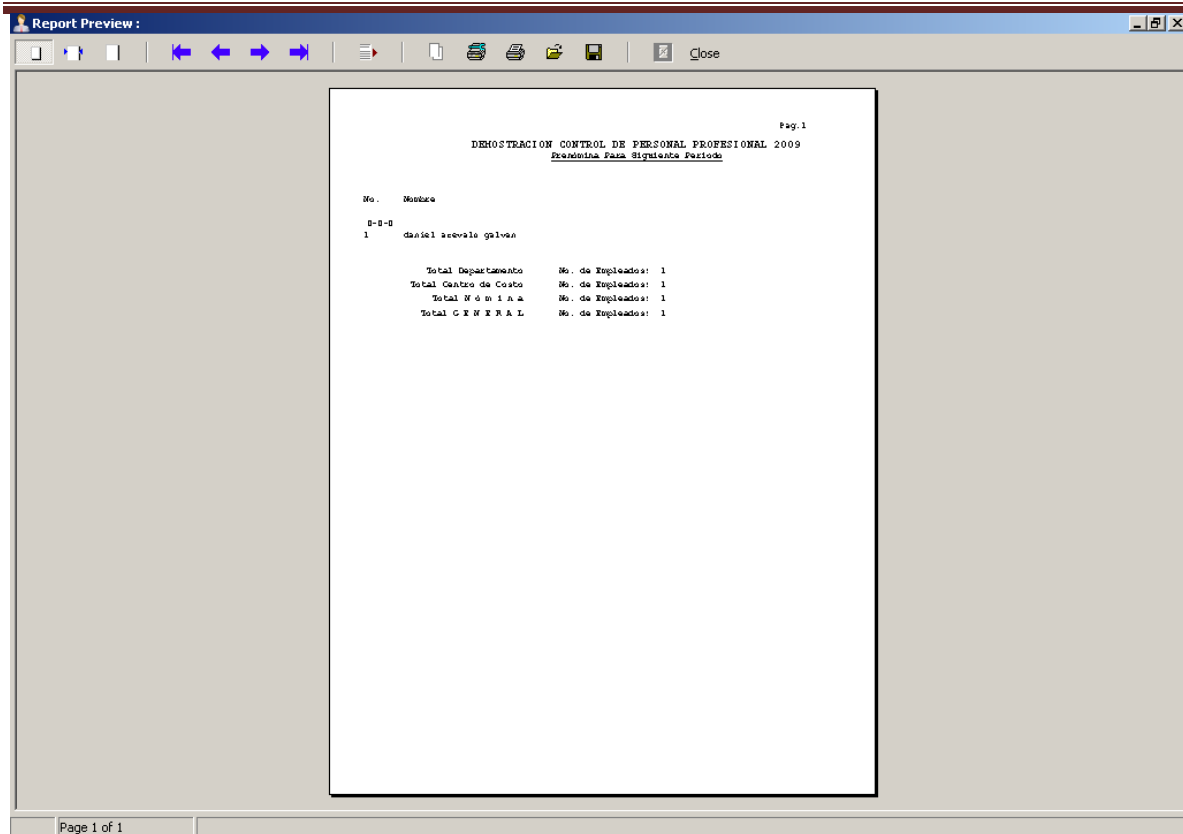 Report Preview :
Close
Pag.1
DEMOSTRACION CONTROL DE PERSONAL PROFESIONAL 2009
Prenómina Para Siguiente Periodo
No. Nombre
0-0-0
1 daniel acevalo galvan
Total Departamento No. de Empleados: 1
Total Centro de Costo No. de Empleados: 1
Total N ó m i n a No. de Empleados: 1
Total G E N E R A L No. de Empleados: 1
Page 1 of 1